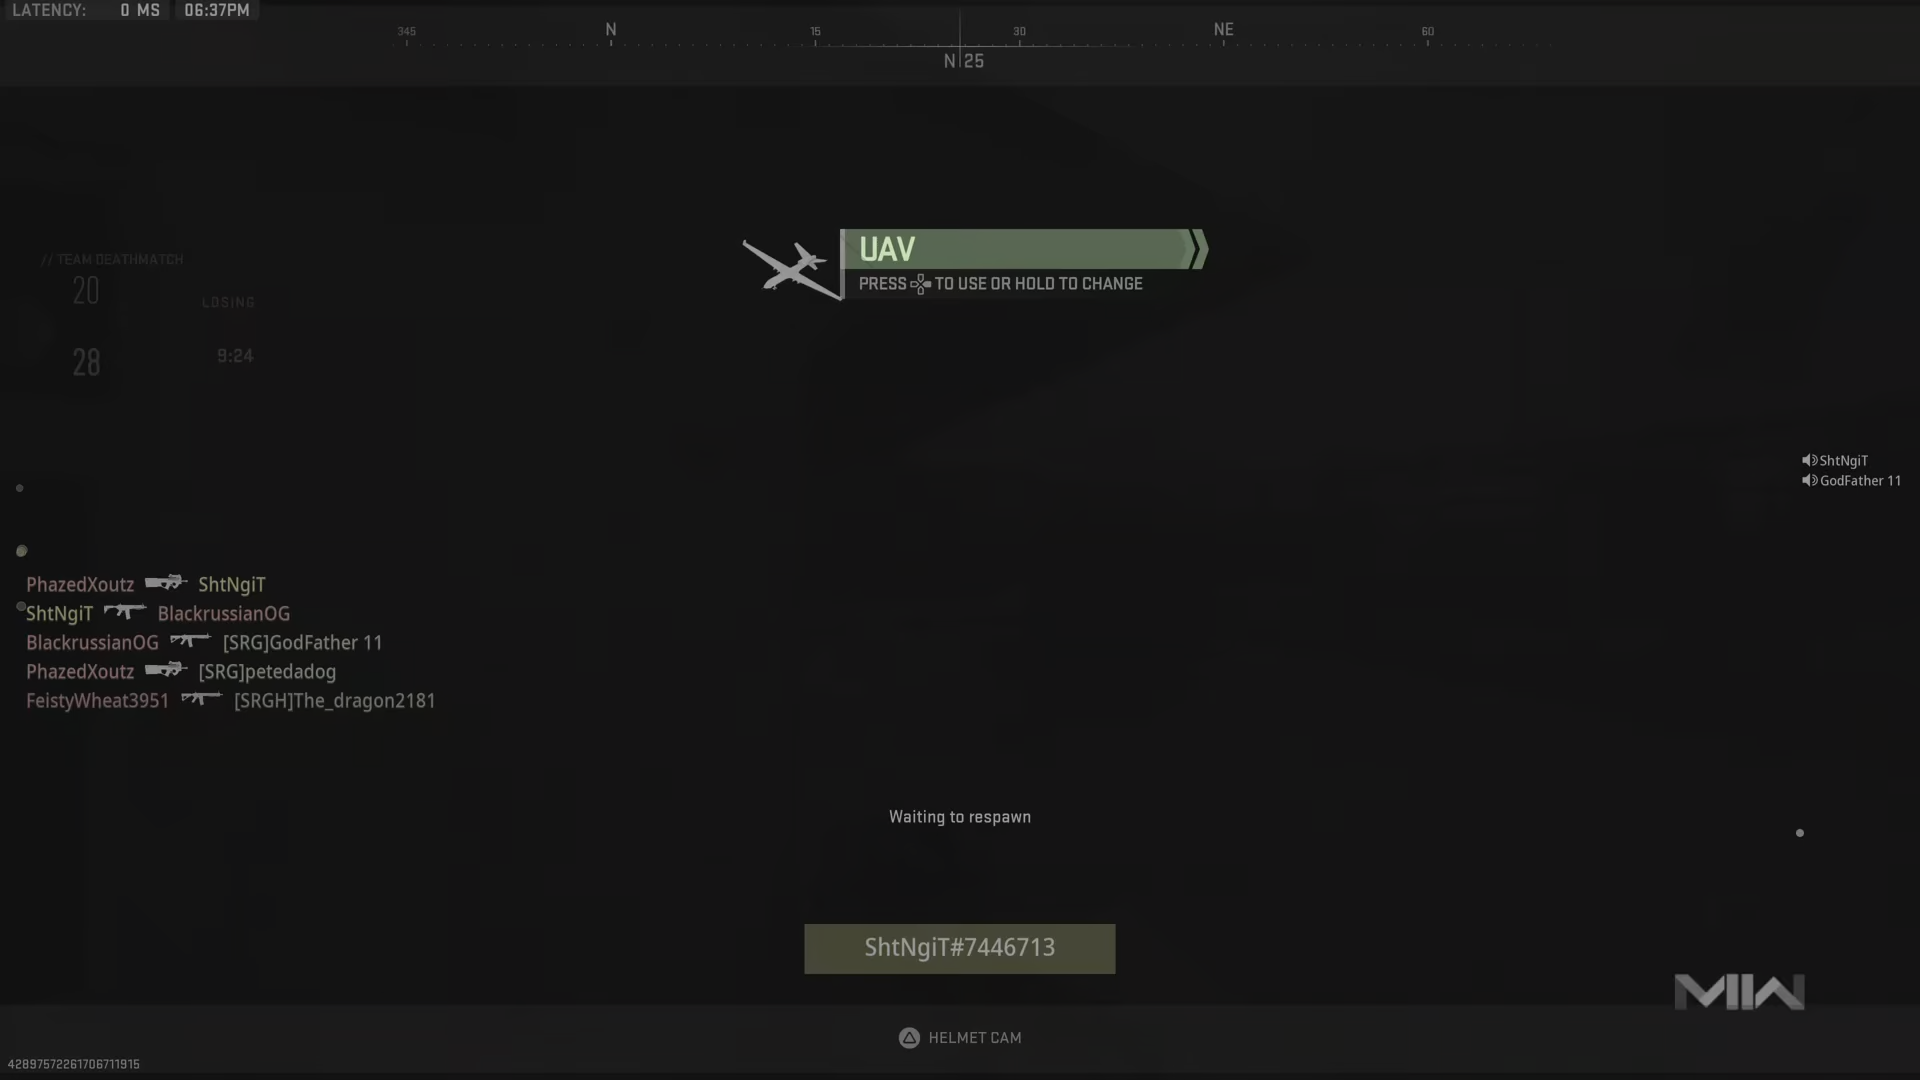 LATENCY: 0 MS 06:37PM
345 N 15 30 NE 60
N 25
UAV
PRESS TO USE OR HOLD TO CHANGE
// TEAM DEATHMATCH
20
LOSING
28
9:24
ShtNgiT
GodFather 11
PhazedXoutz ShtNgiT
ShtNgiT BlackrussianOG
BlackrussianOG [SRG]GodFather 11
PhazedXoutz [SRG]petedadog
FeistyWheat3951 [SRGH]The_dragon2181
Waiting to respawn
ShtNgiT#7446713
MW
HELMET CAM
42897572261706711915